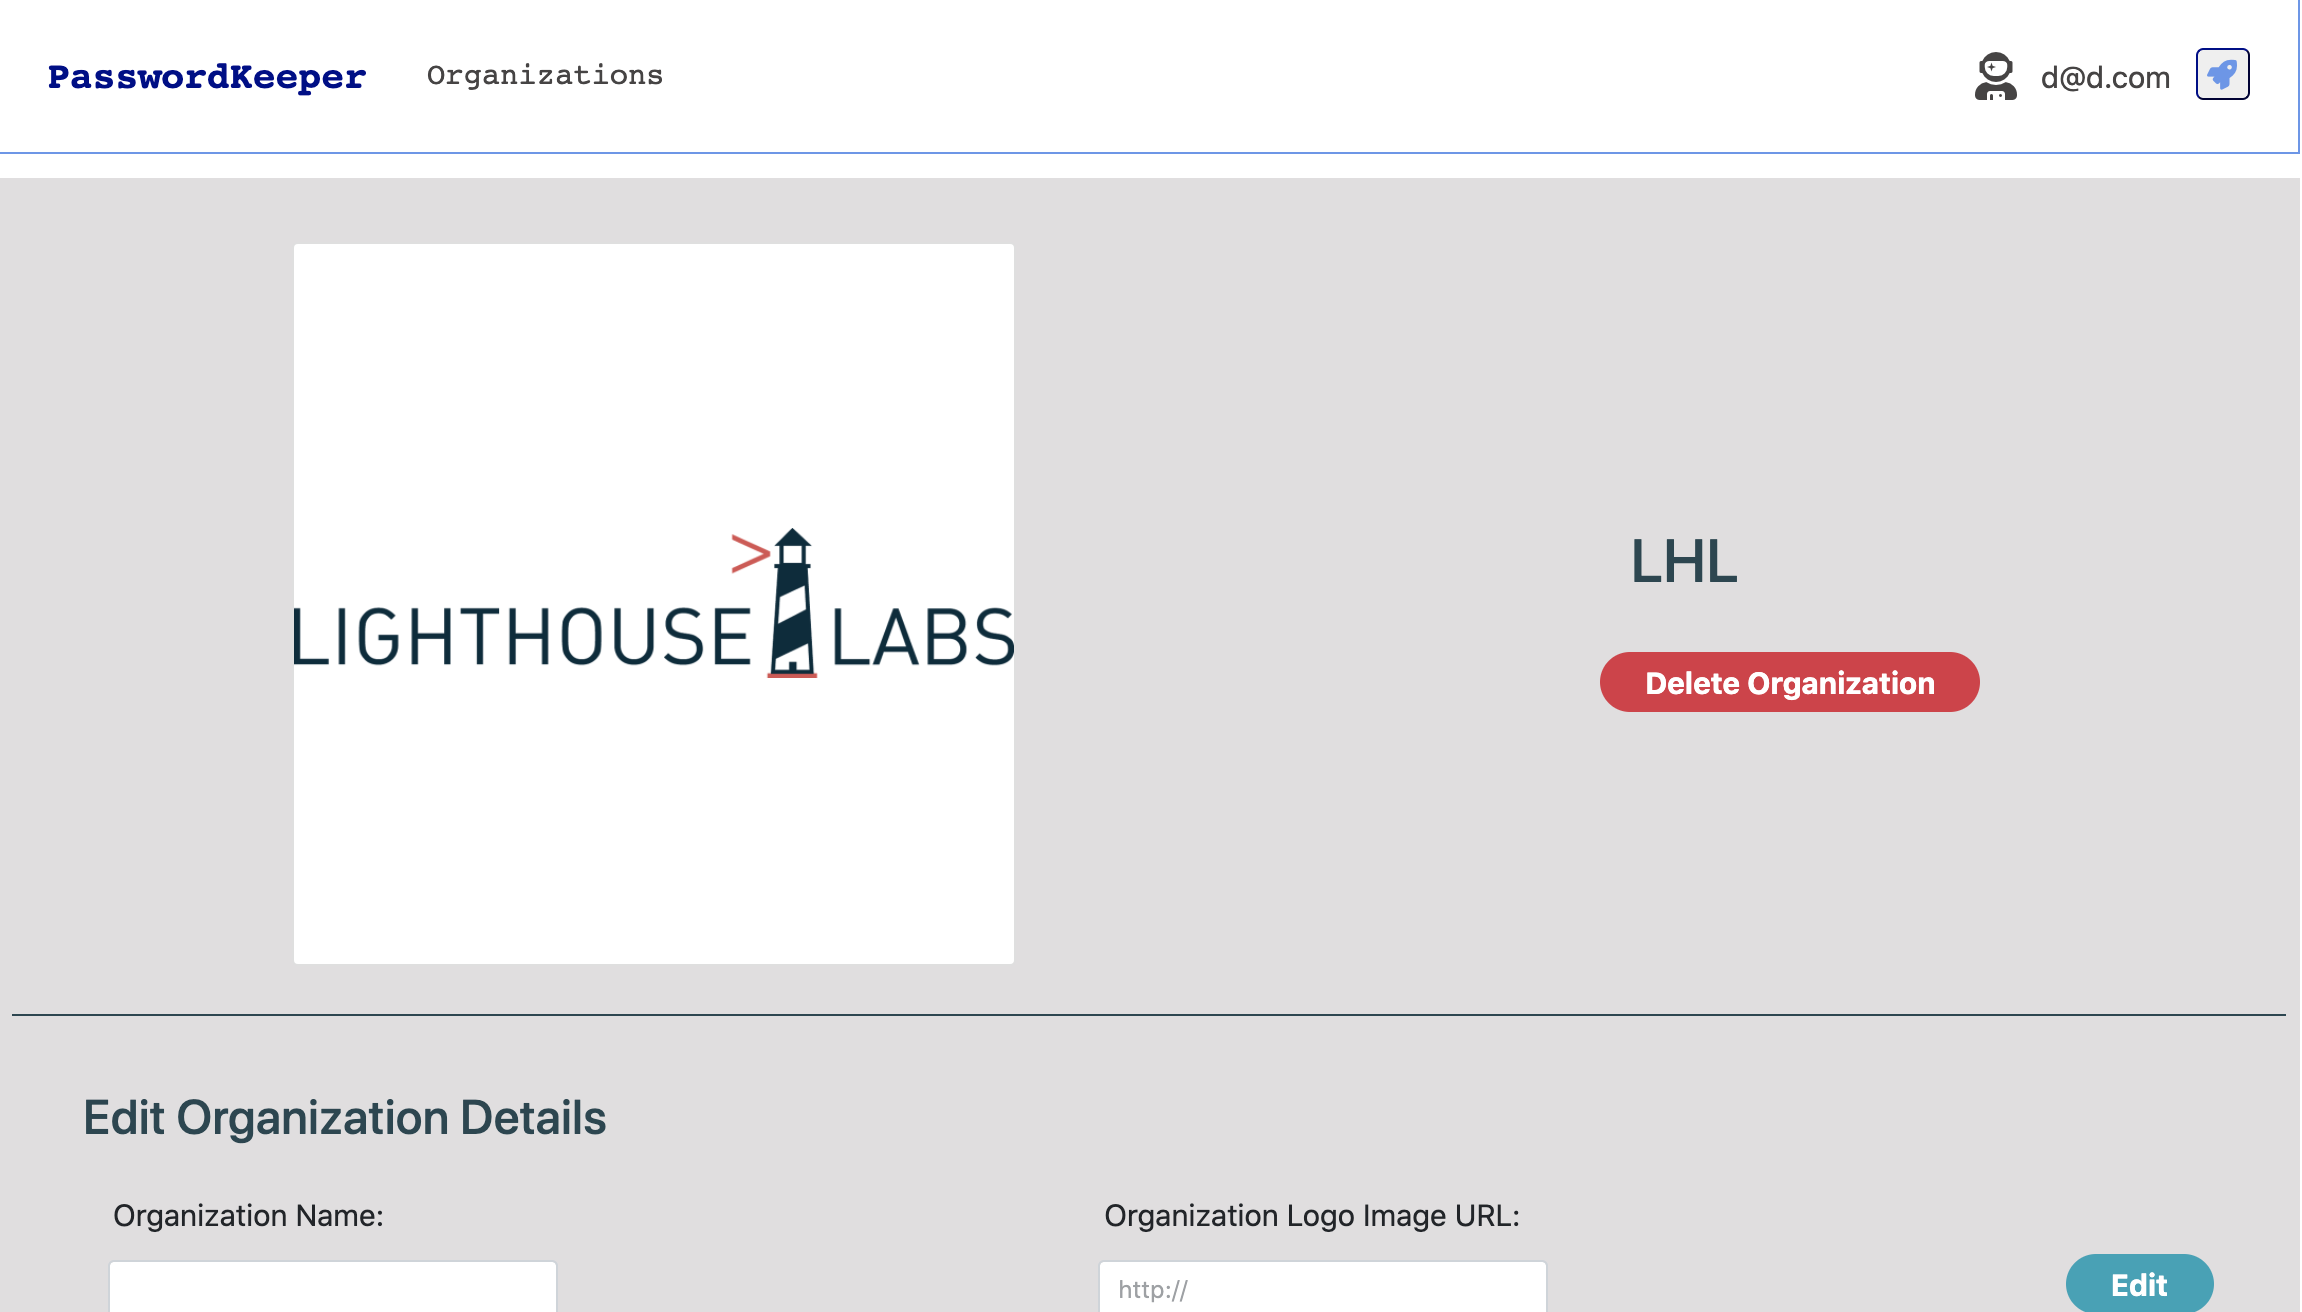 PasswordKeeper Organizations d@d.com
LIGHTHOUSE LABS
LHL
Delete Organization
Edit Organization Details
Organization Name: Organization Logo Image URL:
http://
Edit